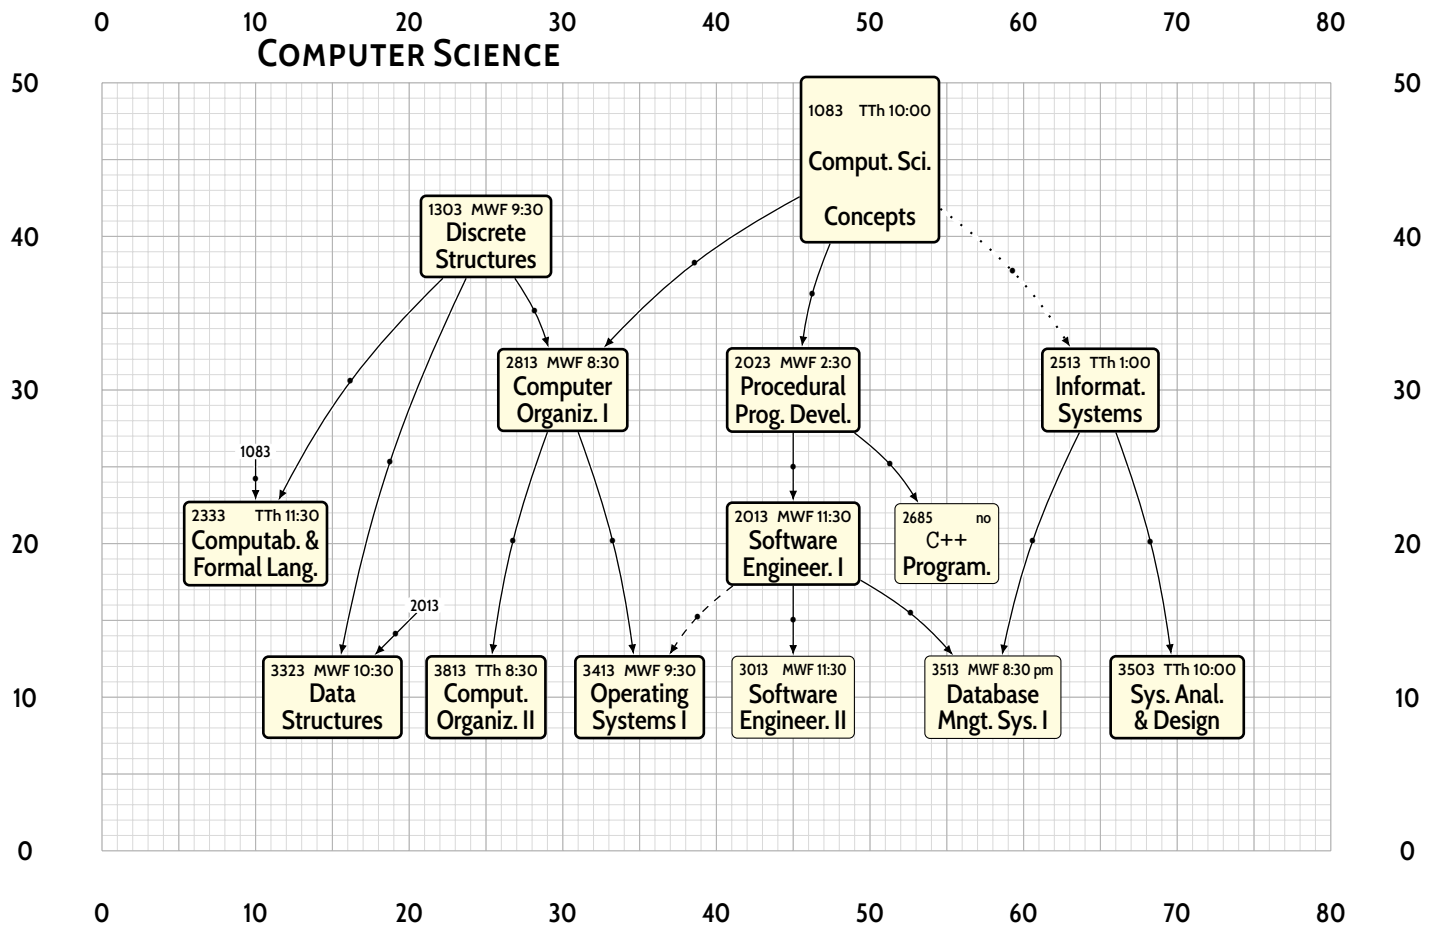 0 10 20 30 40 50 60 70 80
COMPUTER SCIENCE
50 50
1083 TTh 10:00
Comput. Sci.
Concepts
1303 MWF 9:30
Discrete
Structures
40 40
2813 MWF 8:30
Computer
Organiz. I
2023 MWF 2:30
Procedural
Prog. Devel.
2513 TTh 1:00
Informat.
Systems
30 30
1083
2333 TTh 11:30
Computab. &
Formal Lang.
2013 MWF 11:30
Software
Engineer. I
2685 no
C++
Program.
20 20
2013
3323 MWF 10:30
Data
Structures
3813 TTh 8:30
Comput.
Organiz. II
3413 MWF 9:30
Operating
Systems I
3013 MWF 11:30
Software
Engineer. II
3513 MWF 8:30 pm
Database
Mngt. Sys. I
3503 TTh 10:00
Sys. Anal.
& Design
10 10
0 0
0 10 20 30 40 50 60 70 80